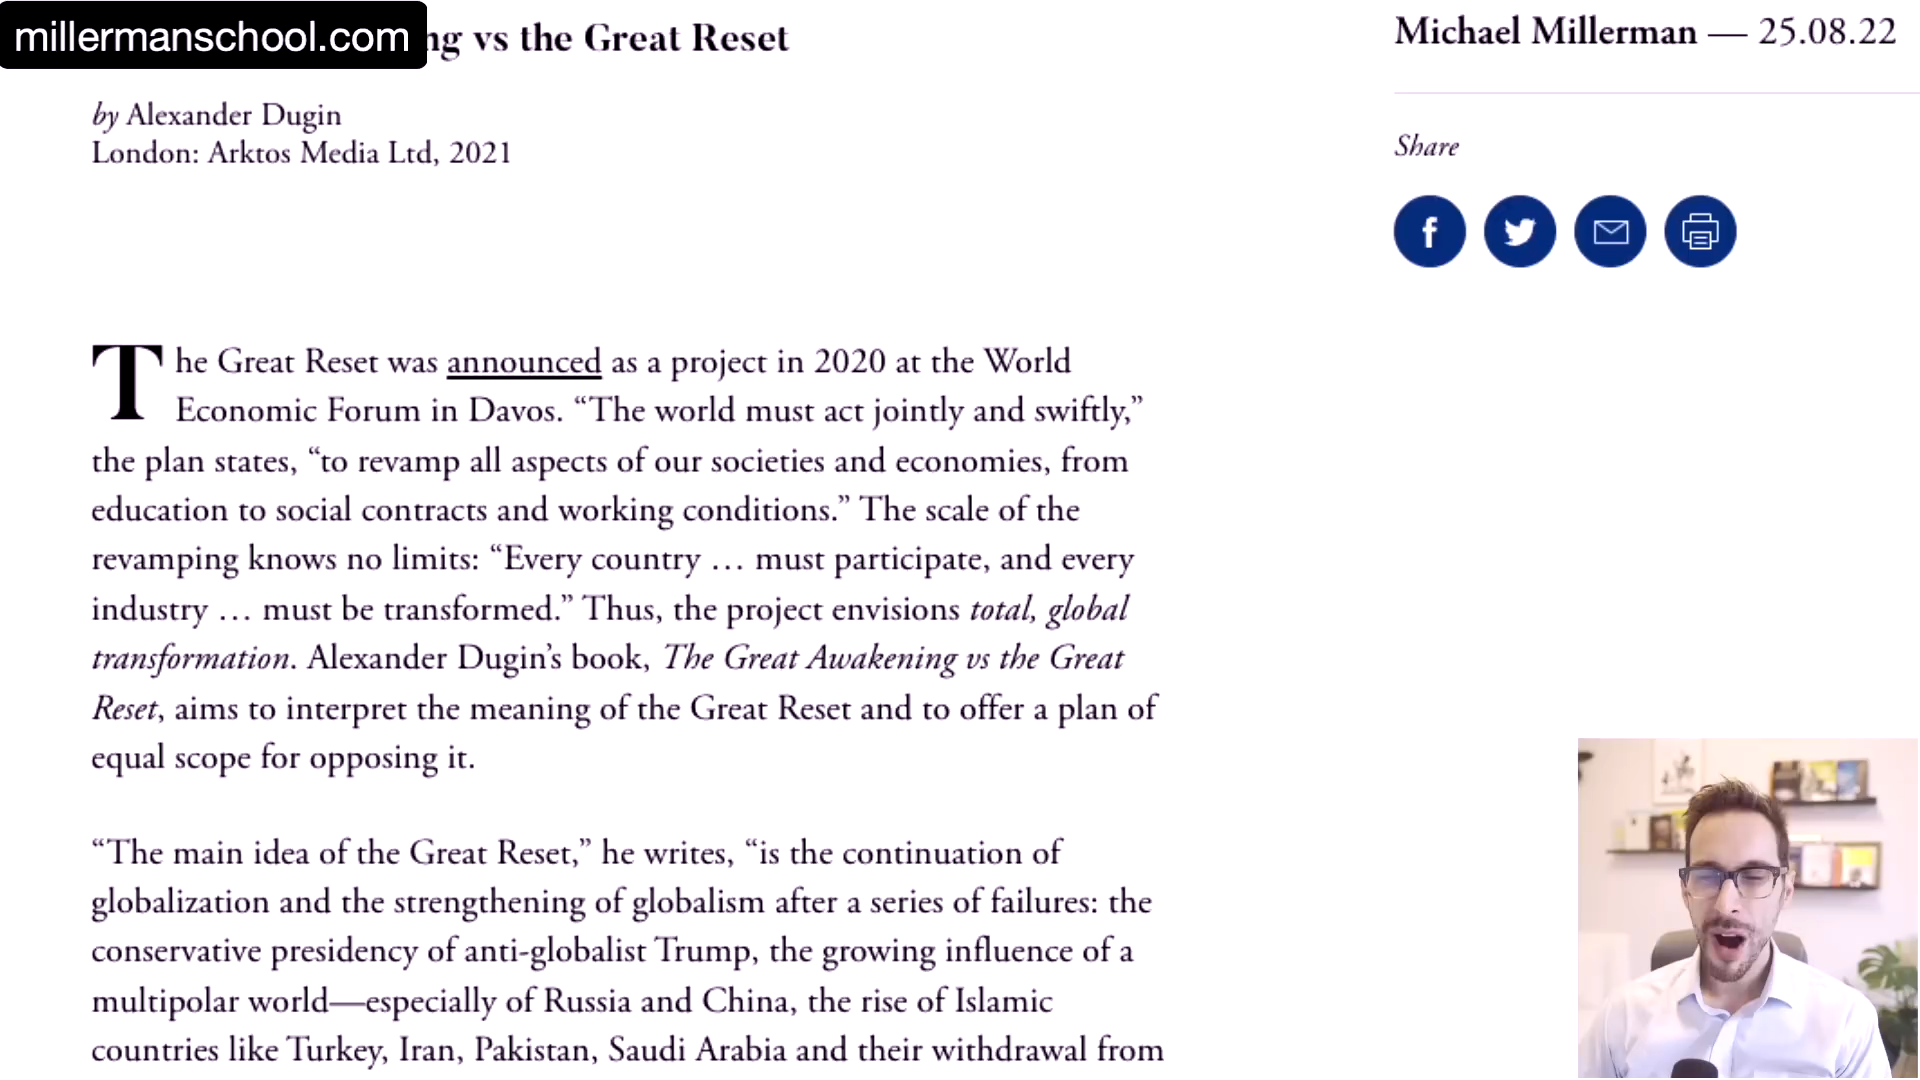 millermanschool.com
ng vs the Great Reset
by Alexander Dugin
London: Arktos Media Ltd, 2021
Michael Millerman — 25.08.22
Share
The Great Reset was announced as a project in 2020 at the World
Economic Forum in Davos. “The world must act jointly and swiftly,”
the plan states, “to revamp all aspects of our societies and economies, from
education to social contracts and working conditions.” The scale of the
revamping knows no limits: “Every country … must participate, and every
industry … must be transformed.” Thus, the project envisions total, global
transformation. Alexander Dugin’s book, The Great Awakening vs the Great
Reset, aims to interpret the meaning of the Great Reset and to offer a plan of
equal scope for opposing it.
“The main idea of the Great Reset,” he writes, “is the continuation of
globalization and the strengthening of globalism after a series of failures: the
conservative presidency of anti-globalist Trump, the growing influence of a
multipolar world—especially of Russia and China, the rise of Islamic
countries like Turkey, Iran, Pakistan, Saudi Arabia and their withdrawal from